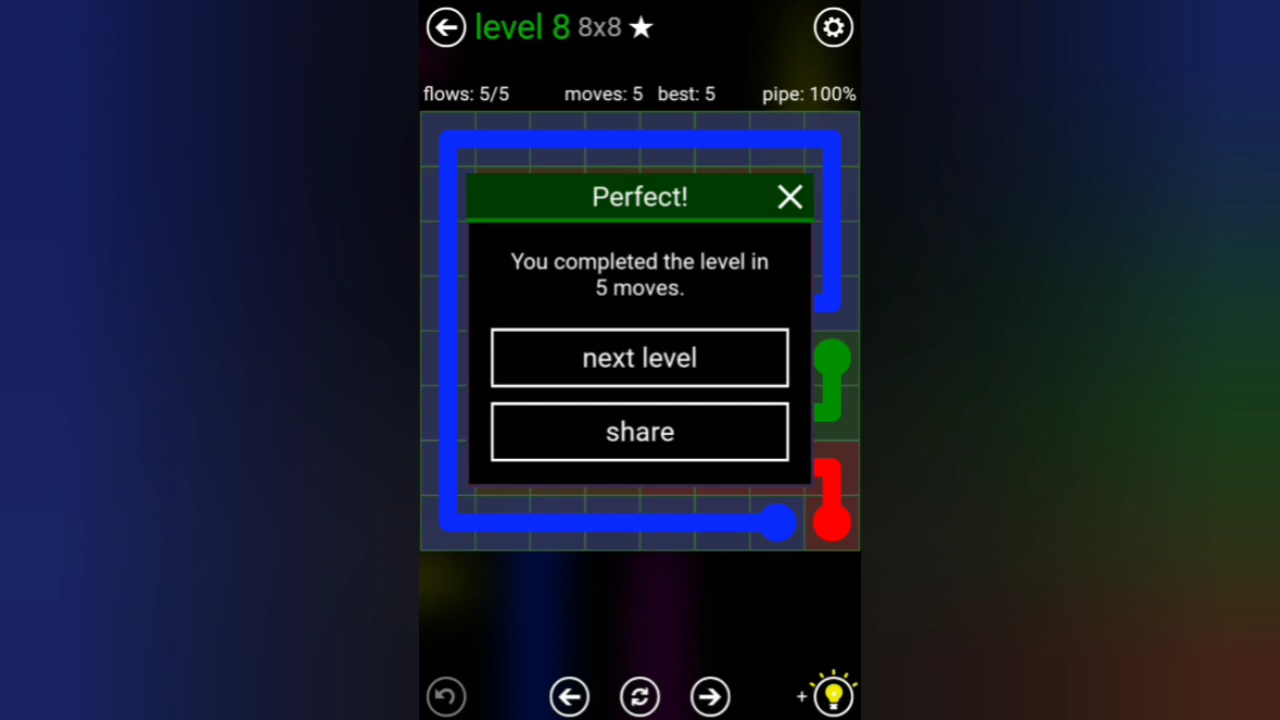 level 8 8x8 ★
flows: 5/5 moves: 5 best: 5 pipe: 100%
Perfect!
You completed the level in
5 moves.
next level
share
+